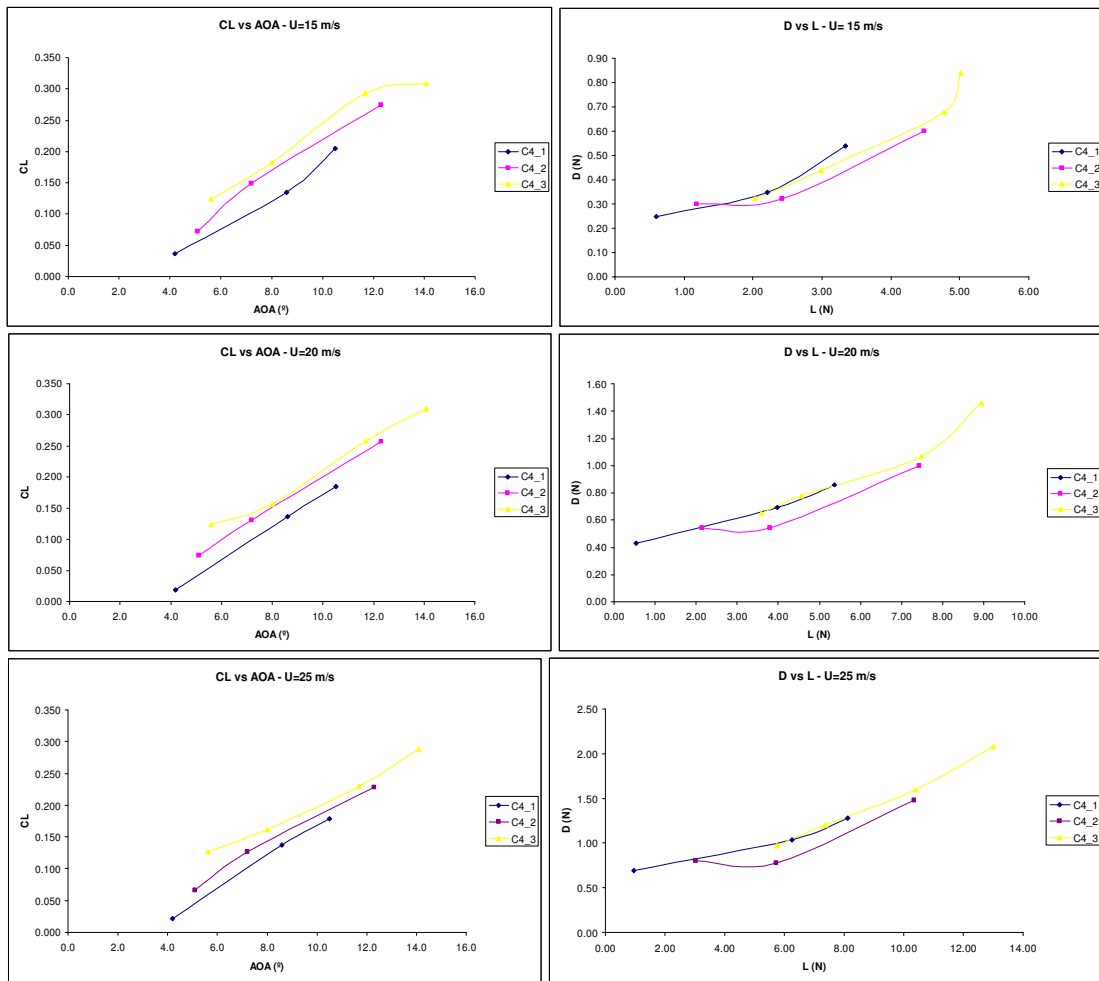 CL vs AOA - U=15 m/s
0.350
0.300
0.250
0.200
0.150
0.100
0.050
0.000
CL
0.0 2.0 4.0 6.0 8.0 10.0 12.0 14.0 16.0
AOA (º)
C4_1
C4_2
C4_3
D vs L - U= 15 m/s
0.90
0.80
0.70
0.60
0.50
0.40
0.30
0.20
0.10
0.00
D (N)
0.00 1.00 2.00 3.00 4.00 5.00 6.00
L (N)
C4_1
C4_2
C4_3
CL vs AOA - U=20 m/s
0.350
0.300
0.250
0.200
0.150
0.100
0.050
0.000
CL
0.0 2.0 4.0 6.0 8.0 10.0 12.0 14.0 16.0
AOA (º)
C4_1
C4_2
C4_3
D vs L - U=20 m/s
1.60
1.40
1.20
1.00
0.80
0.60
0.40
0.20
0.00
D (N)
0.00 1.00 2.00 3.00 4.00 5.00 6.00 7.00 8.00 9.00 10.00
L (N)
C4_1
C4_2
C4_3
CL vs AOA - U=25 m/s
0.350
0.300
0.250
0.200
0.150
0.100
0.050
0.000
CL
0.0 2.0 4.0 6.0 8.0 10.0 12.0 14.0 16.0
AOA (º)
C4_1
C4_2
C4_3
D vs L - U=25 m/s
2.50
2.00
1.50
1.00
0.50
0.00
D (N)
0.00 2.00 4.00 6.00 8.00 10.00 12.00 14.00
L (N)
C4_1
C4_2
C4_3